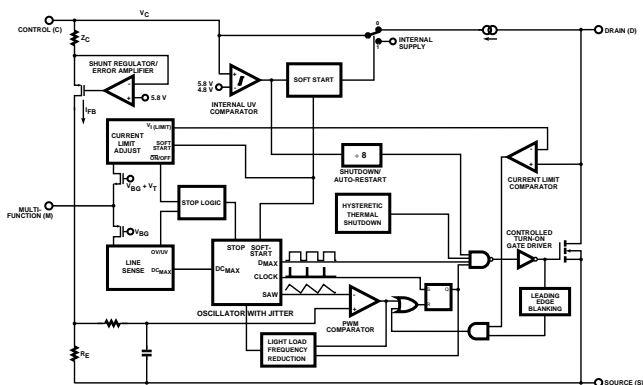 V_C
0
CONTROL (C)
Z_C
1
INTERNAL
SUPPLY
DRAIN (D)
SHUNT REGULATOR/
ERROR AMPLIFIER
-
+
5.8 V
I_FB
+
-
5.8 V
4.8 V
INTERNAL UV
COMPARATOR
SOFT START
CURRENT
LIMIT
ADJUST
V_I (LIMIT)
SOFT
START
ON/OFF
÷ 8
SHUTDOWN/
AUTO-RESTART
-
+
CURRENT LIMIT
COMPARATOR
V_BG + V_T
STOP LOGIC
HYSTERETIC
THERMAL
SHUTDOWN
CONTROLLED
TURN-ON
GATE DRIVER
MULTI-
FUNCTION (M)
V_BG
OV/UV
LINE
SENSE
DC_MAX
STOP
SOFT-
START
D_MAX
DC_MAX
CLOCK
SAW
OSCILLATOR WITH JITTER
S
Q
R
-
+
PWM
COMPARATOR
LEADING
EDGE
BLANKING
LIGHT LOAD
FREQUENCY
REDUCTION
R_E
SOURCE (S)